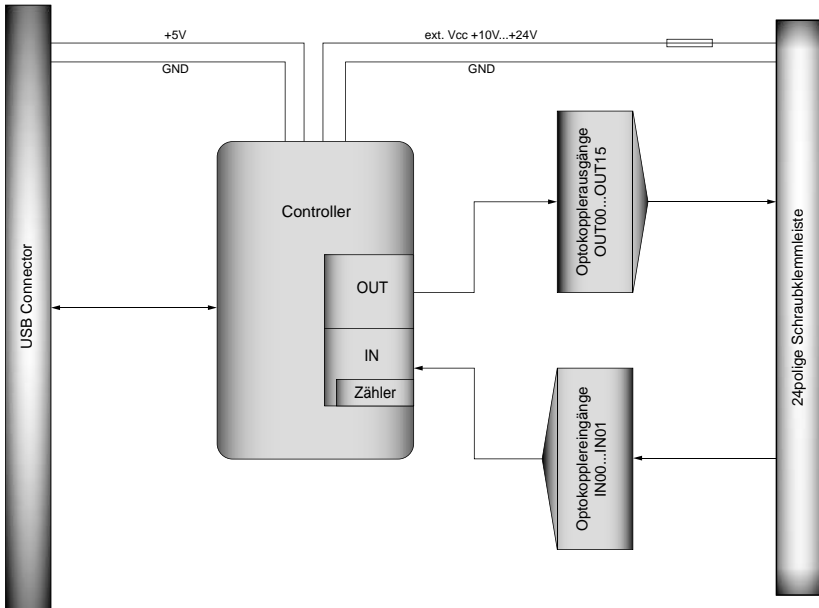 +5V
ext. Vcc +10V...+24V
GND
GND
USB Connector
Controller
OUT
IN
Zähler
Optokopplerausgänge
OUT00...OUT15
Optokopplereingänge
IN00...IN01
24polige Schraubklemmleiste